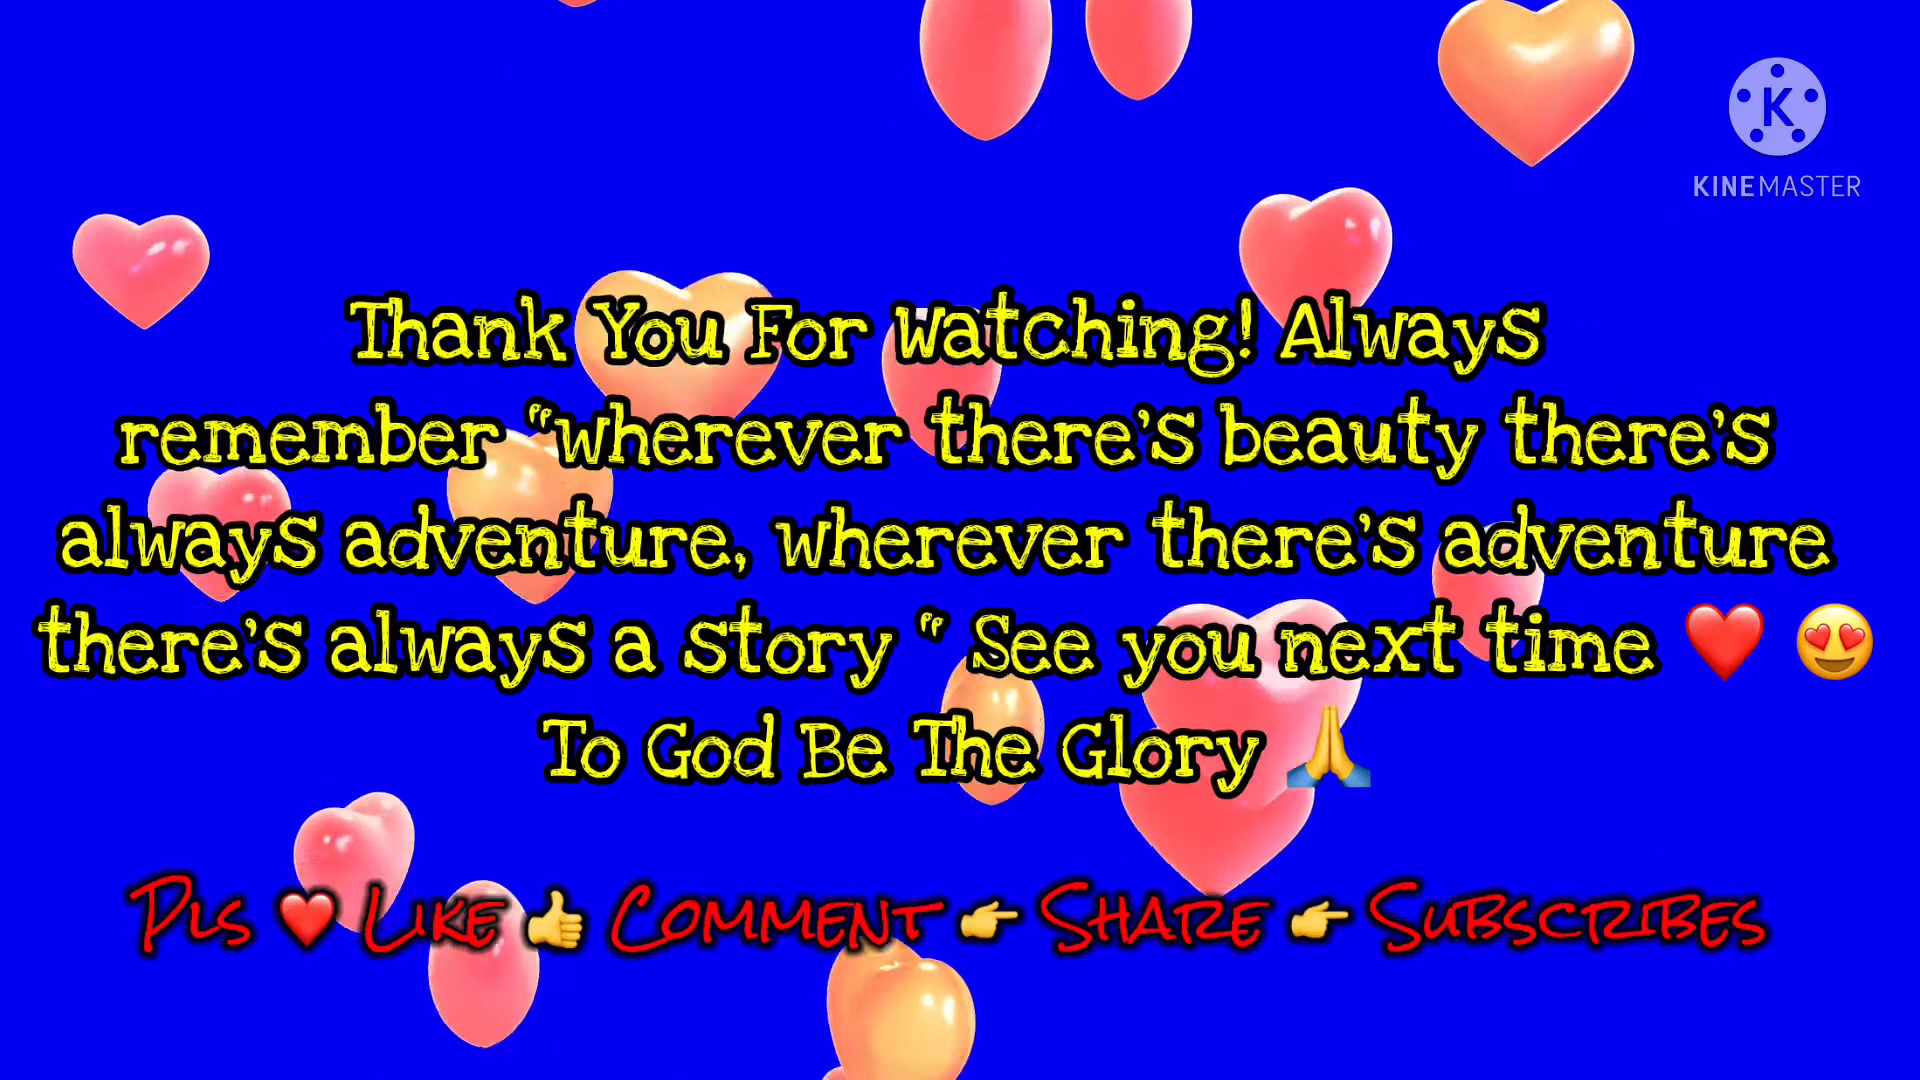 K
KINEMASTER
Thank You For Watching! Always
remember “wherever there’s beauty there’s
always adventure, wherever there’s adventure
there’s always a story “ See you next time ❤️ 😍
To God Be The Glory 🙏
Pls ❤️ Like 👍 Comment 👉 Share 👉 Subscribes